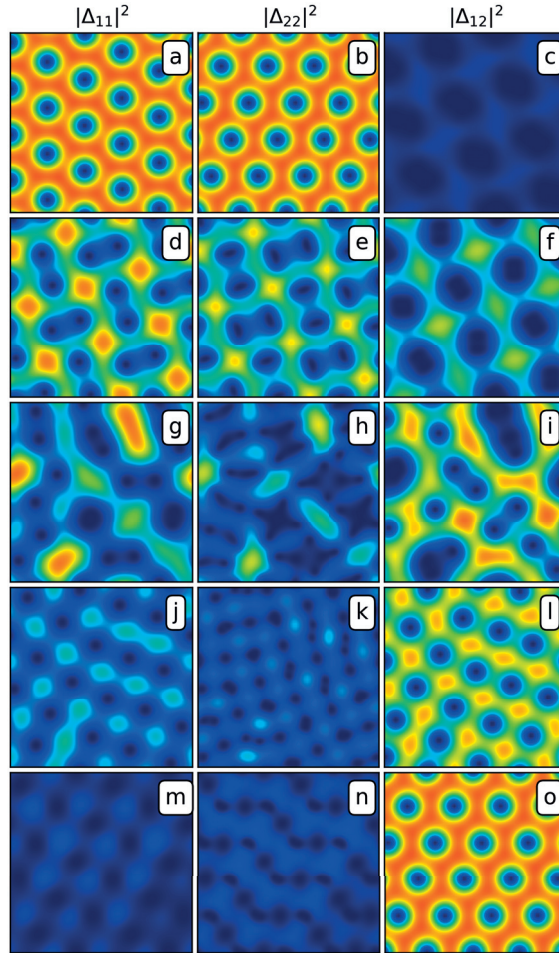 |Δ₁₁|² |Δ₂₂|² |Δ₁₂|²
a b c
d e f
g h i
j k l
m n o